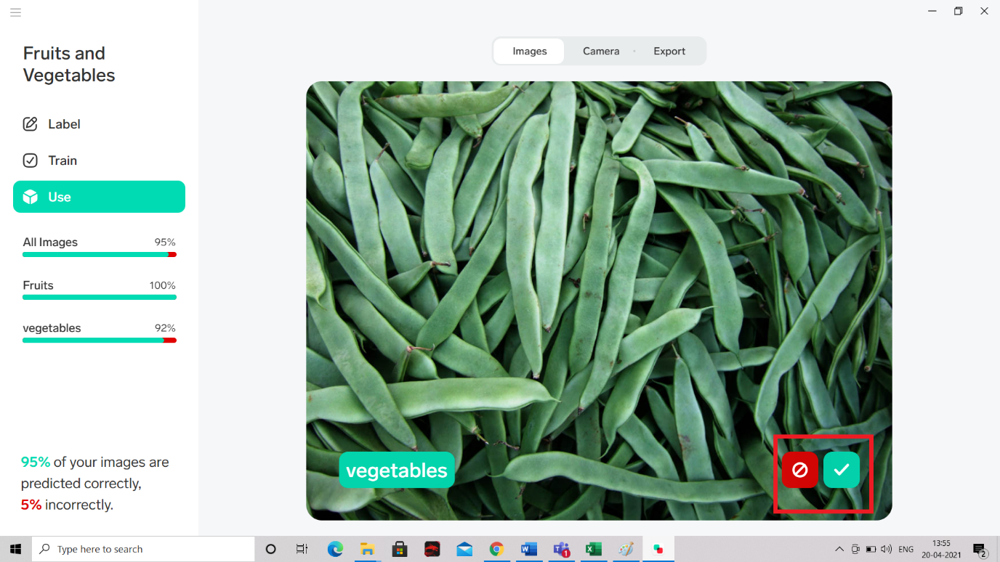 Fruits and
Vegetables
Label
Train
Use
All Images 95%
Fruits 100%
vegetables 92%
95% of your images are
predicted correctly,
5% incorrectly.
Images Camera Export
vegetables
Type here to search
1
ENG
13:55
20-04-2021
2